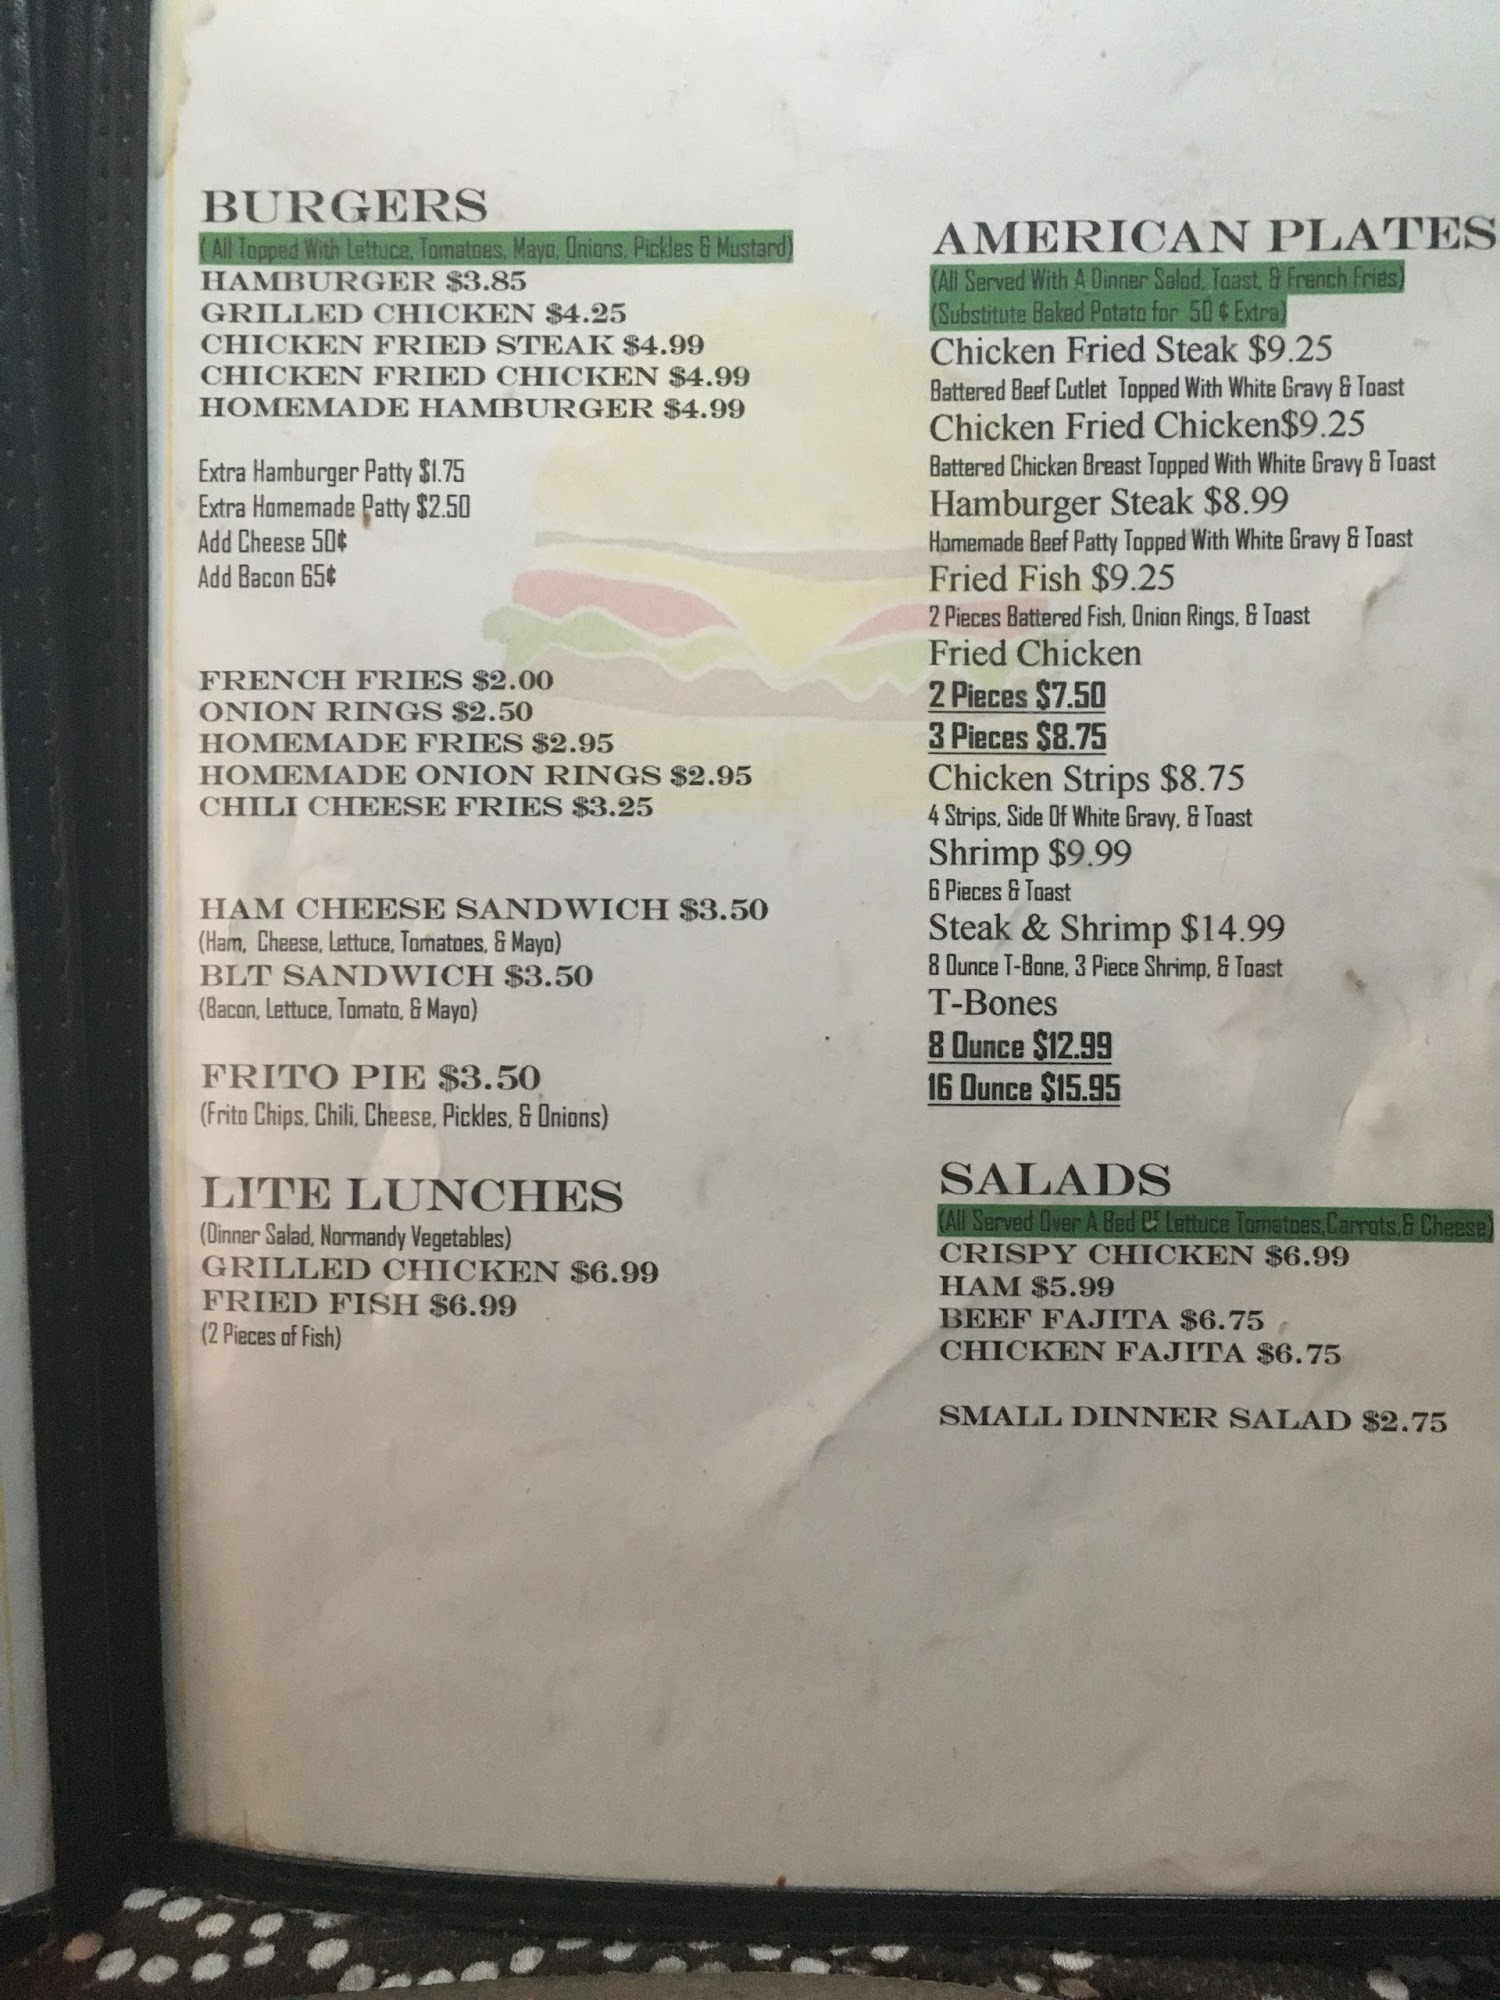 BURGERS
( All Topped With Lettuce, Tomatoes, Mayo, Onions, Pickles & Mustard)
HAMBURGER $3.85
GRILLED CHICKEN $4.25
CHICKEN FRIED STEAK $4.99
CHICKEN FRIED CHICKEN $4.99
HOMEMADE HAMBURGER $4.99
Extra Hamburger Patty $1.75
Extra Homemade Patty $2.50
Add Cheese 50¢
Add Bacon 65¢
FRENCH FRIES $2.00
ONION RINGS $2.50
HOMEMADE FRIES $2.95
HOMEMADE ONION RINGS $2.95
CHILI CHEESE FRIES $3.25
HAM CHEESE SANDWICH $3.50
(Ham, Cheese, Lettuce, Tomatoes, & Mayo)
BLT SANDWICH $3.50
(Bacon, Lettuce, Tomato, & Mayo)
FRITO PIE $3.50
(Frito Chips, Chili, Cheese, Pickles, & Onions)
LITE LUNCHES
(Dinner Salad, Normandy Vegetables)
GRILLED CHICKEN $6.99
FRIED FISH $6.99
(2 Pieces of Fish)
AMERICAN PLATES
(All Served With A Dinner Salad, Toast, & French Fries)
(Substitute Baked Potato for 50 ¢ Extra)
Chicken Fried Steak $9.25
Battered Beef Cutlet Topped With White Gravy & Toast
Chicken Fried Chicken$9.25
Battered Chicken Breast Topped With White Gravy & Toast
Hamburger Steak $8.99
Homemade Beef Patty Topped With White Gravy & Toast
Fried Fish $9.25
2 Pieces Battered Fish, Onion Rings, & Toast
Fried Chicken
2 Pieces $7.50
3 Pieces $8.75
Chicken Strips $8.75
4 Strips, Side Of White Gravy, & Toast
Shrimp $9.99
6 Pieces & Toast
Steak & Shrimp $14.99
8 Ounce T-Bone, 3 Piece Shrimp, & Toast
T-Bones
8 Ounce $12.99
16 Ounce $15.95
SALADS
(All Served Over A Bed Of Lettuce Tomatoes,Carrots,& Cheese)
CRISPY CHICKEN $6.99
HAM $5.99
BEEF FAJITA $6.75
CHICKEN FAJITA $6.75
SMALL DINNER SALAD $2.75